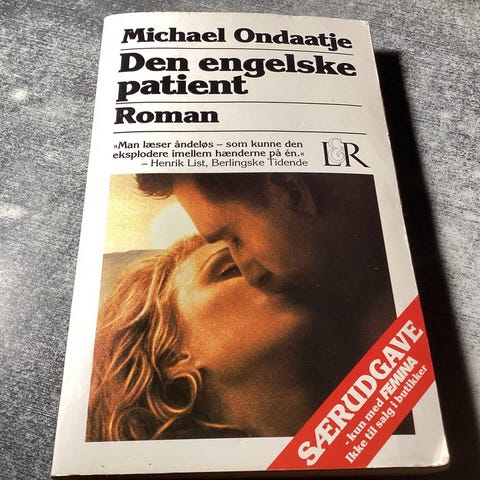 Michael Ondaatje
Den engelske
patient
Roman
»Man læser åndeløs – som kunne den
eksplodere imellem hænderne på én.«
– Henrik List, Berlingske Tidende
L&R
SÆRUDGAVE
- kun med FEMINA
Ikke til salg i butikker